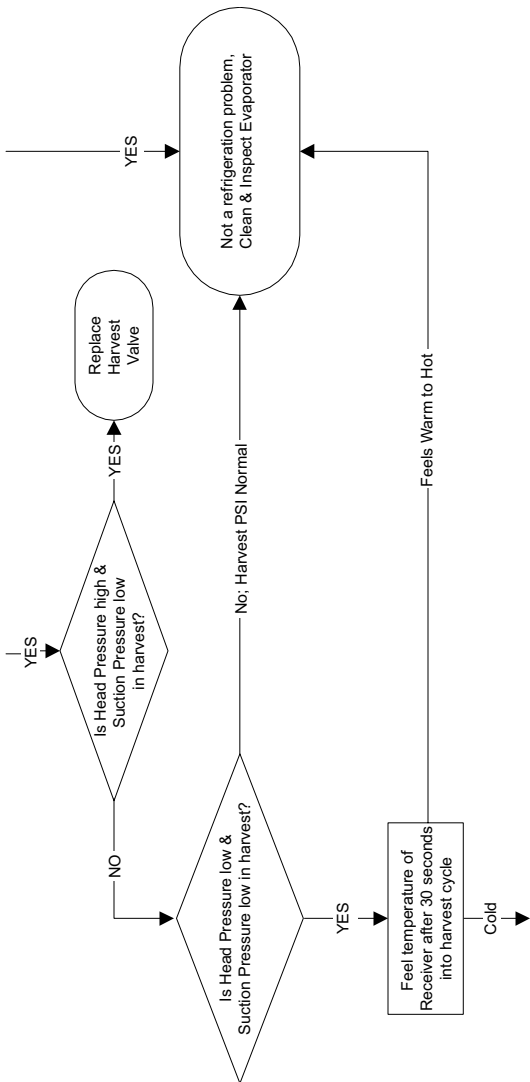 YES
Is Head Pressure high &
Suction Pressure low
in harvest?
YES
Replace
Harvest
Valve
YES
NO
Is Head Pressure low &
Suction Pressure low in harvest?
No; Harvest PSI Normal
Not a refrigeration problem,
Clean & Inspect Evaporator
YES
Feel temperature of
Receiver after 30 seconds
into harvest cycle
Feels Warm to Hot
Cold